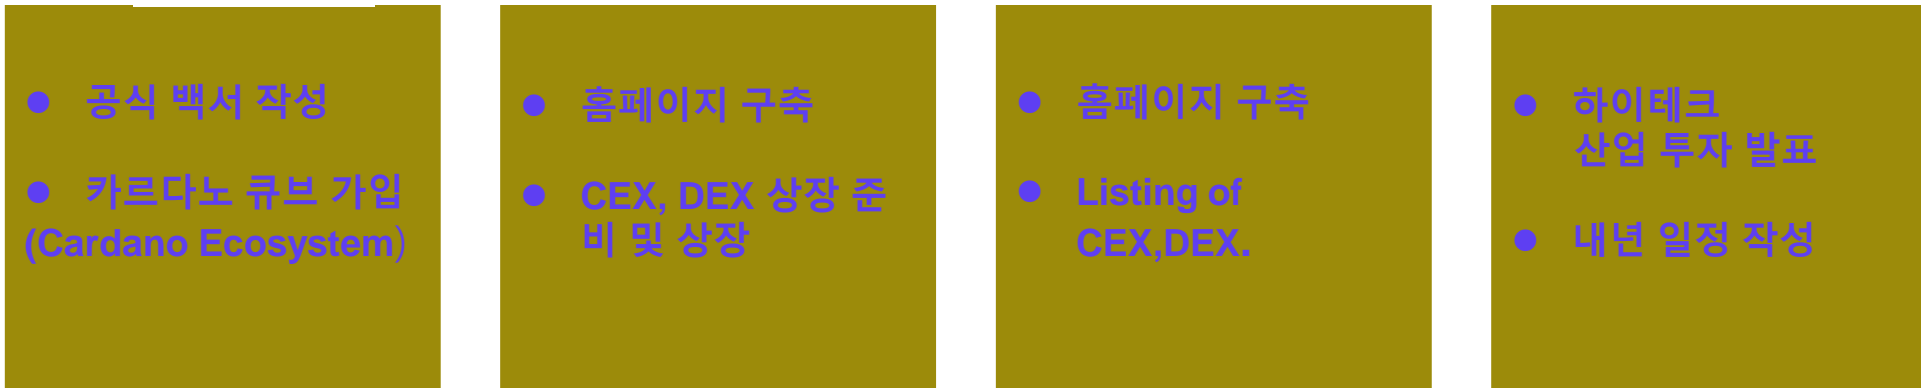 ● 공식 백서 작성
● 카르다노 큐브 가입
(Cardano Ecosystem)
● 홈페이지 구축
● CEX, DEX 상장 준
비 및 상장
● 홈페이지 구축
● Listing of
CEX,DEX.
● 하이테크
산업 투자 발표
● 내년 일정 작성